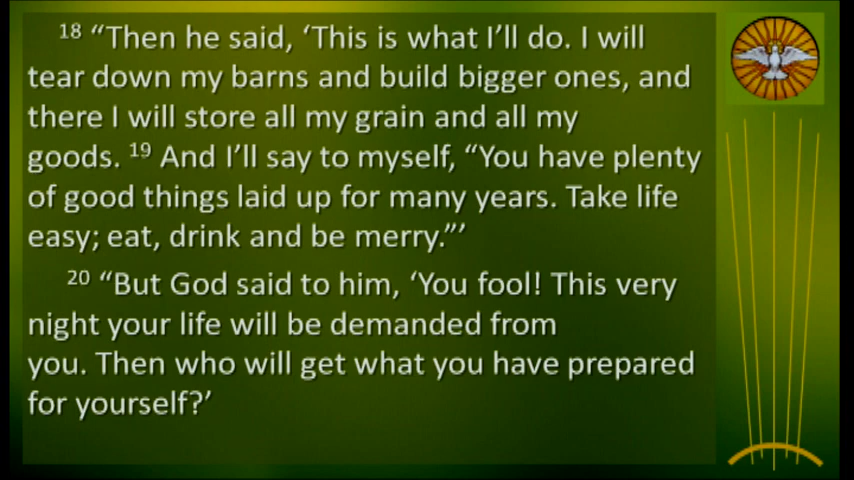 18 “Then he said, ‘This is what I’ll do. I will
tear down my barns and build bigger ones, and
there I will store all my grain and all my
goods. 19 And I’ll say to myself, “You have plenty
of good things laid up for many years. Take life
easy; eat, drink and be merry.”’
20 “But God said to him, ‘You fool! This very
night your life will be demanded from
you. Then who will get what you have prepared
for yourself?’